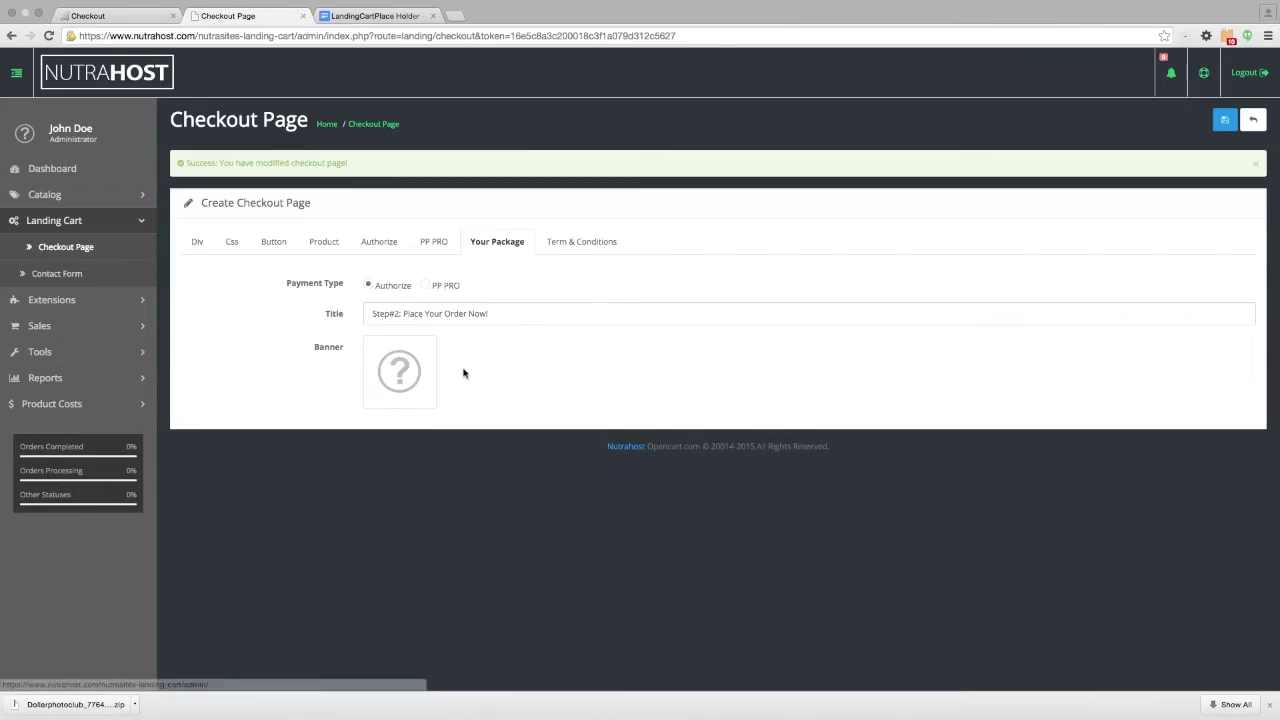 Checkout
Checkout Page
LandingCartPlace Holder
https://www.nutrahost.com/nutrasites-landing-cart/admin/index.php?route=landing/checkout&token=16e5c8a3c200018c3f1a079d312c5627
10
NUTRAHOST
0
Logout
John Doe
Administrator
Dashboard
Catalog
Landing Cart
Checkout Page
Contact Form
Extensions
Sales
Tools
Reports
$ Product Costs
Orders Completed 0%
Orders Processing 0%
Other Statuses 0%
Checkout Page Home / Checkout Page
Success: You have modified checkout page! ×
Create Checkout Page
Div Css Button Product Authorize PP PRO Your Package Term & Conditions
Payment Type Authorize PP PRO
Title Step#2: Place Your Order Now!
Banner
?
Nutrahost Opencart.com © 20014-2015 All Rights Reserved.
https://www.nutrahost.com/nutrasites-landing-cart/admin/
Dollarphotoclub_7764....zip
Show All